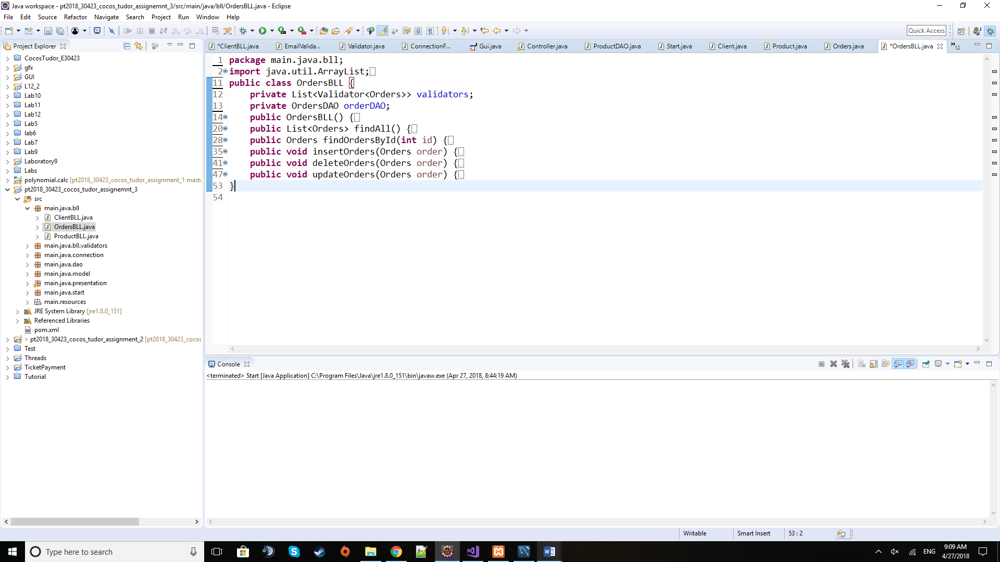 Java workspace - pt2018_30423_cocos_tudor_assignemnt_3/src/main/java/bll/OrdersBLL.java - Eclipse
File Edit Source Refactor Navigate Search Project Run Window Help
Quick Access
Project Explorer
*ClientBLL.java EmailValida... Validator.java ConnectionF... Gui.java Controller.java ProductDAO.java Start.java Client.java Product.java Orders.java *OrdersBLL.java »12
CocosTudor_E30423
gfx
GUI
L12_2
Lab10
Lab11
Lab12
Lab5
lab6
Lab7
Lab9
Laboratory9
Labs
polynomial.calc [pt2018_30423_cocos_tudor_assignment_1 maste
pt2018_30423_cocos_tudor_assignemnt_3
src
main.java.bll
ClientBLL.java
OrdersBLL.java
ProductBLL.java
main.java.bll.validators
main.java.connection
main.java.dao
main.java.model
main.java.presentation
main.java.start
main.resources
JRE System Library [jre1.8.0_151]
Referenced Libraries
pom.xml
> pt2018_30423_cocos_tudor_assignment_2 [pt2018_30423_cocos
Test
Threads
TicketPayment
Tutorial
1 package main.java.bll;
2 import java.util.ArrayList;
11 public class OrdersBLL {
12 private List<Validator<Orders>> validators;
13 private OrdersDAO orderDAO;
14 public OrdersBLL() {
20 public List<Orders> findAll() {
28 public Orders findOrdersById(int id) {
35 public void insertOrders(Orders order) {
41 public void deleteOrders(Orders order) {
47 public void updateOrders(Orders order) {
53 }
54
Console
<terminated> Start [Java Application] C:\Program Files\Java\jre1.8.0_151\bin\javaw.exe (Apr 27, 2018, 8:44:19 AM)
Writable Smart Insert 53 : 2
Type here to search
ENG
9:09 AM
4/27/2018